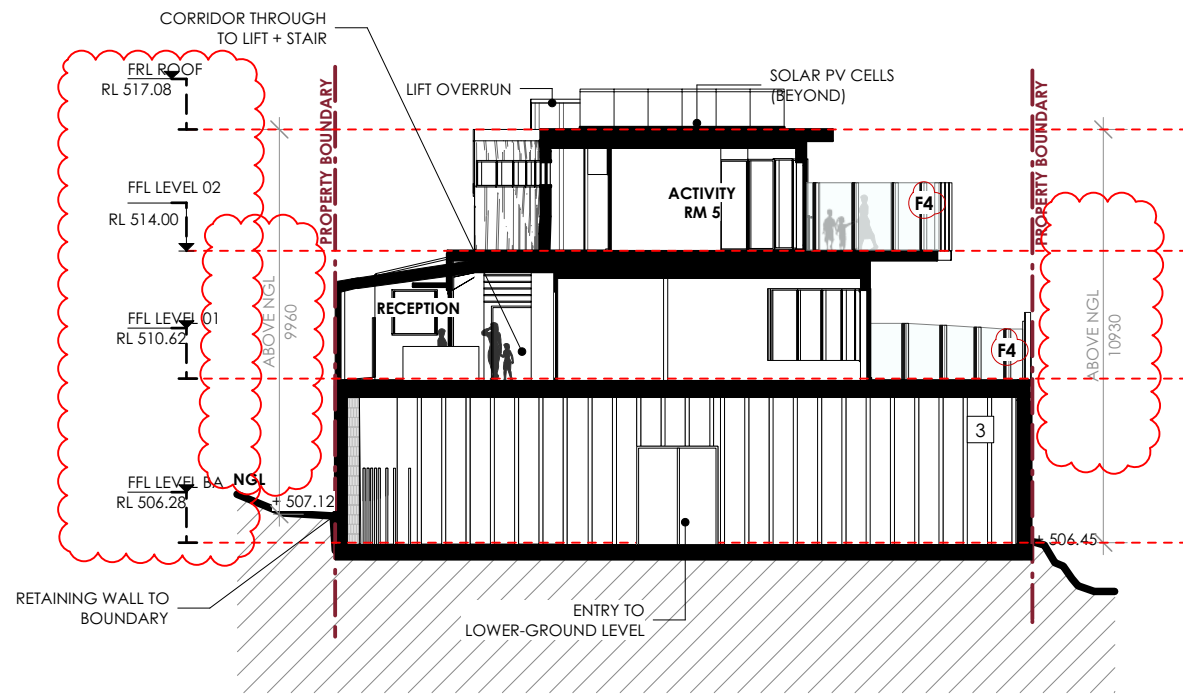 CORRIDOR THROUGH
TO LIFT + STAIR
FRL ROOF
RL 517.08
LIFT OVERRUN
SOLAR PV CELLS
(BEYOND)
PROPERTY BOUNDARY
PROPERTY BOUNDARY
FFL LEVEL 02
RL 514.00
ACTIVITY
RM 5
F4
FFL LEVEL 01
RL 510.62
ABOVE NGL
9960
RECEPTION
F4
ABOVE NGL
10930
3
FFL LEVEL BA
RL 506.28
NGL
+ 507.12
+ 506.45
RETAINING WALL TO
BOUNDARY
ENTRY TO
LOWER-GROUND LEVEL